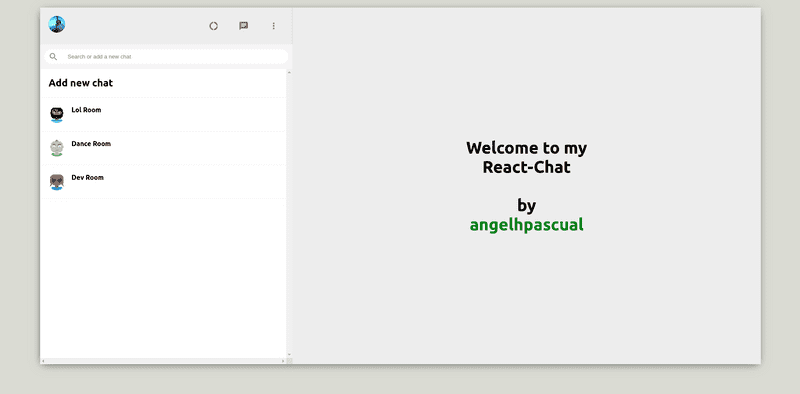 Search or add a new chat
Add new chat
Lol Room
Dance Room
Dev Room
Welcome to my
React-Chat
by
angelhpascual